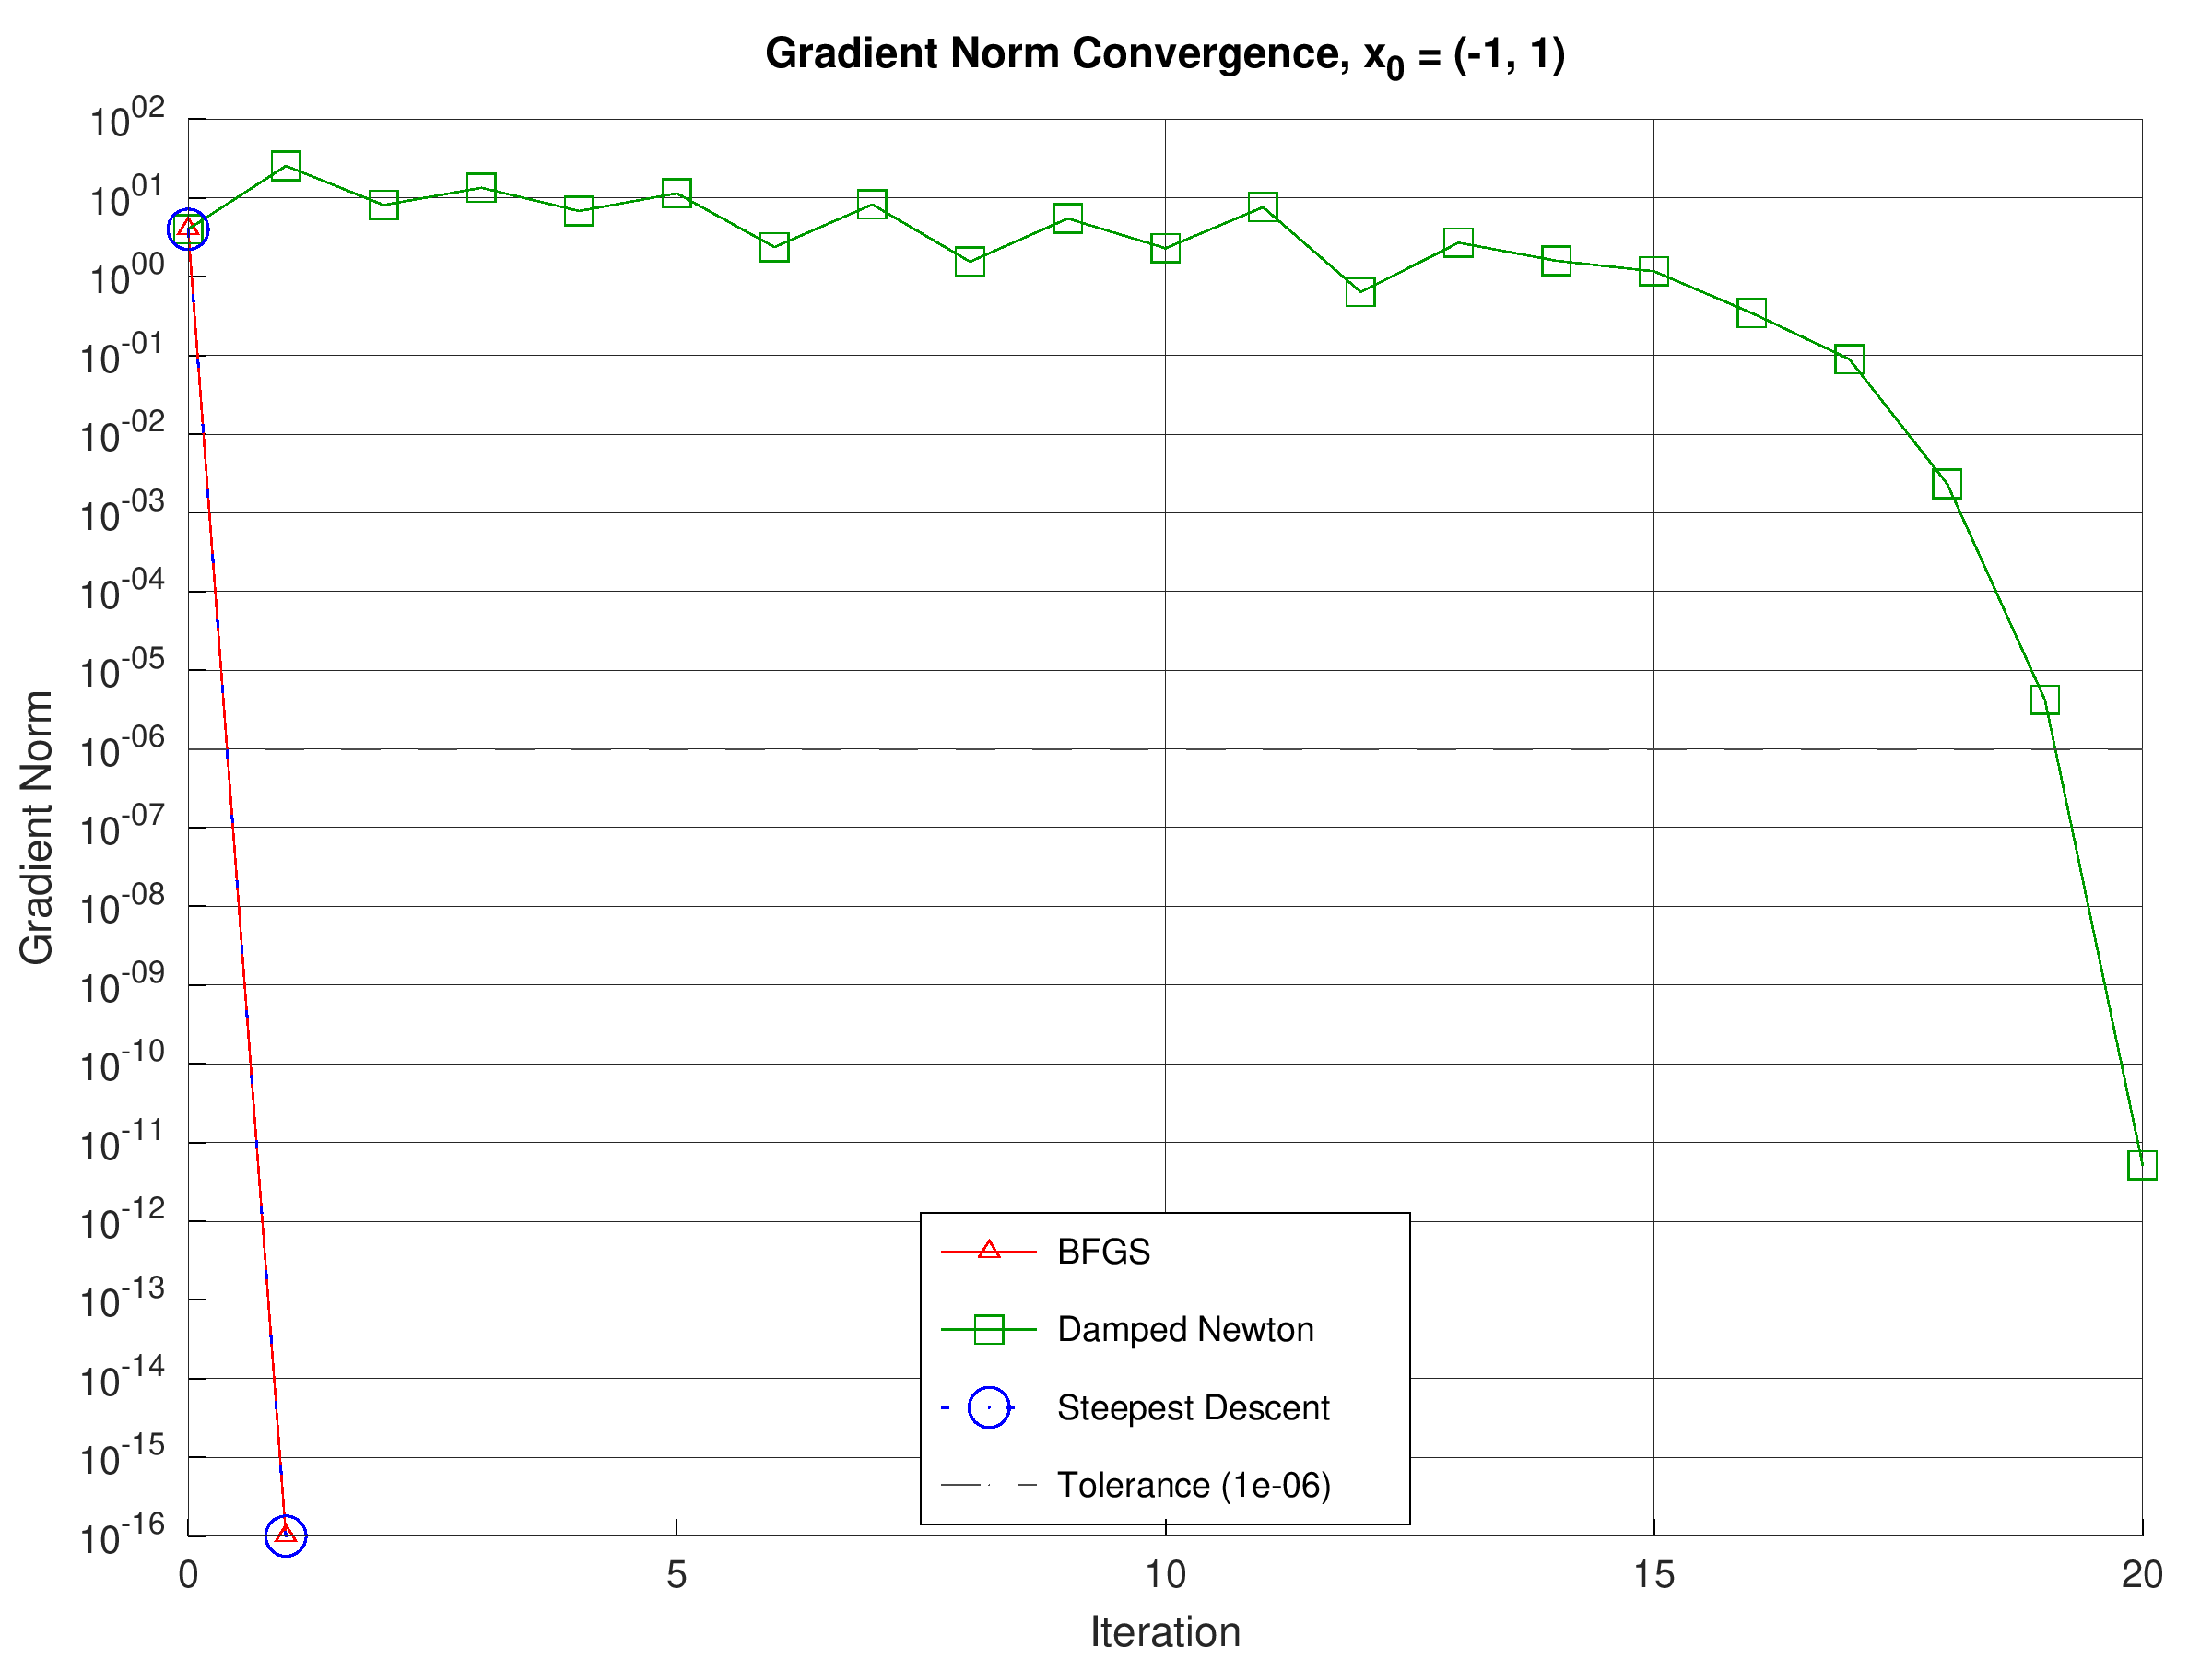 Gradient Norm Convergence, x0 = (-1, 1)
10^02
10^01
10^00
10^-01
10^-02
10^-03
10^-04
10^-05
10^-06
10^-07
10^-08
10^-09
10^-10
10^-11
10^-12
10^-13
10^-14
10^-15
10^-16
Gradient Norm
BFGS
Damped Newton
Steepest Descent
Tolerance (1e-06)
0 5 10 15 20
Iteration